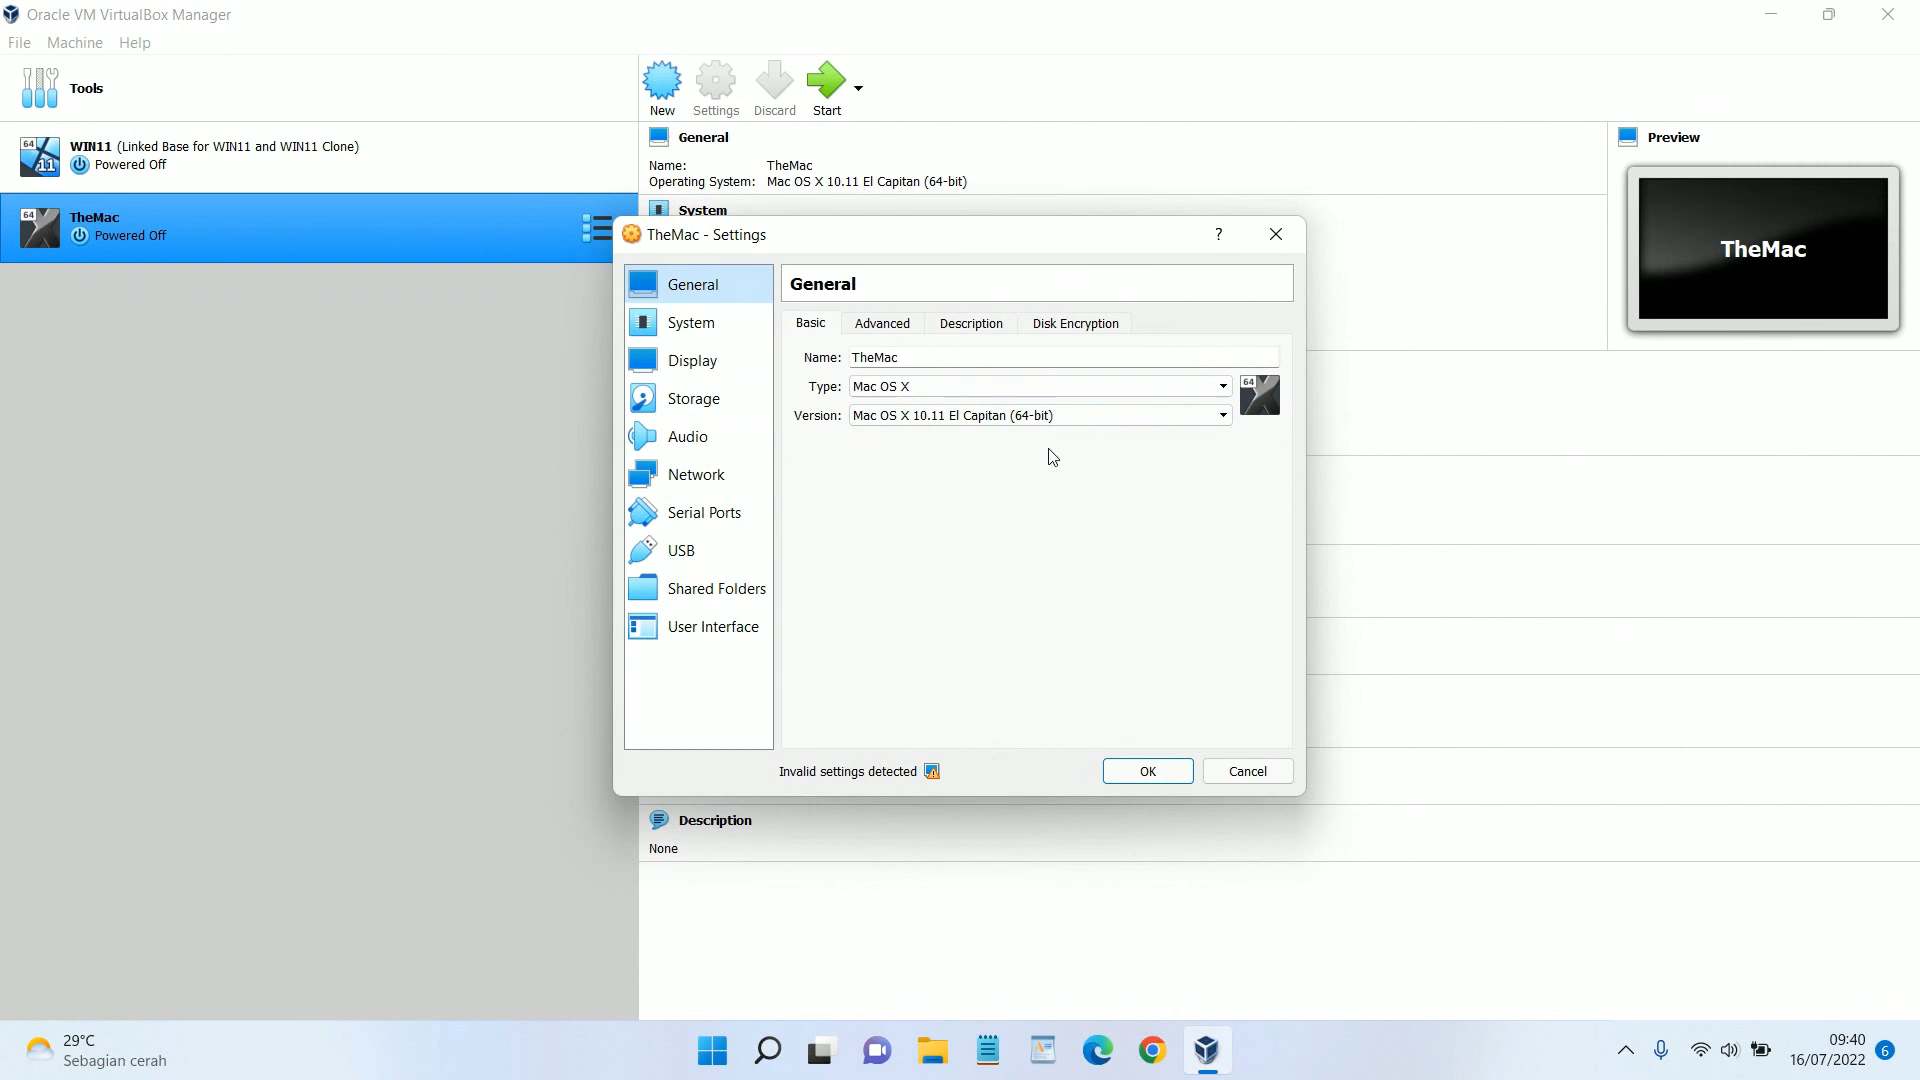 Oracle VM VirtualBox Manager
File Machine Help
Tools
New Settings Discard Start
64 11 WIN11 (Linked Base for WIN11 and WIN11 Clone)
Powered Off
64 TheMac
Powered Off
General
Name: TheMac
Operating System: Mac OS X 10.11 El Capitan (64-bit)
System
Preview
TheMac
TheMac - Settings
?
General
System
Display
Storage
Audio
Network
Serial Ports
USB
Shared Folders
User Interface
General
Basic Advanced Description Disk Encryption
Name: TheMac
Type: Mac OS X
64
Version: Mac OS X 10.11 El Capitan (64-bit)
Invalid settings detected
OK Cancel
Description
None
29°C
Sebagian cerah
09:40
16/07/2022
6